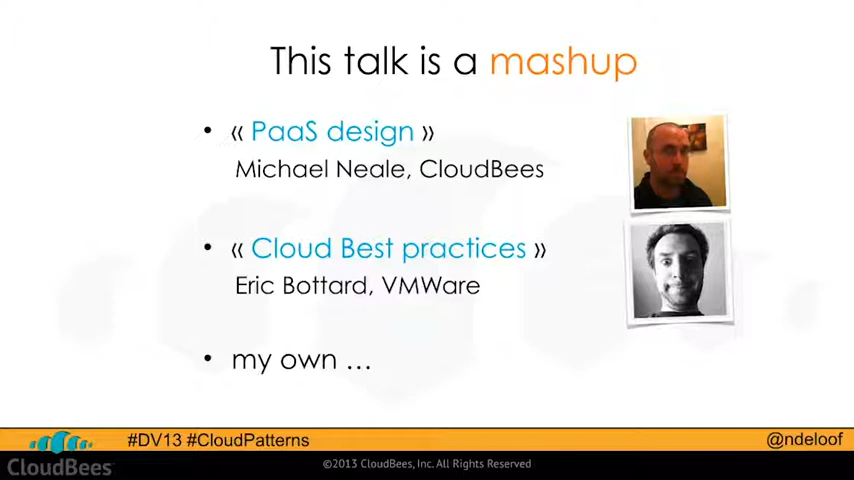 This talk is a mashup
• « PaaS design »
Michael Neale, CloudBees
• « Cloud Best practices »
Eric Bottard, VMWare
• my own …
#DV13 #CloudPatterns
@ndeloof
CloudBees
©2013 CloudBees, Inc. All Rights Reserved